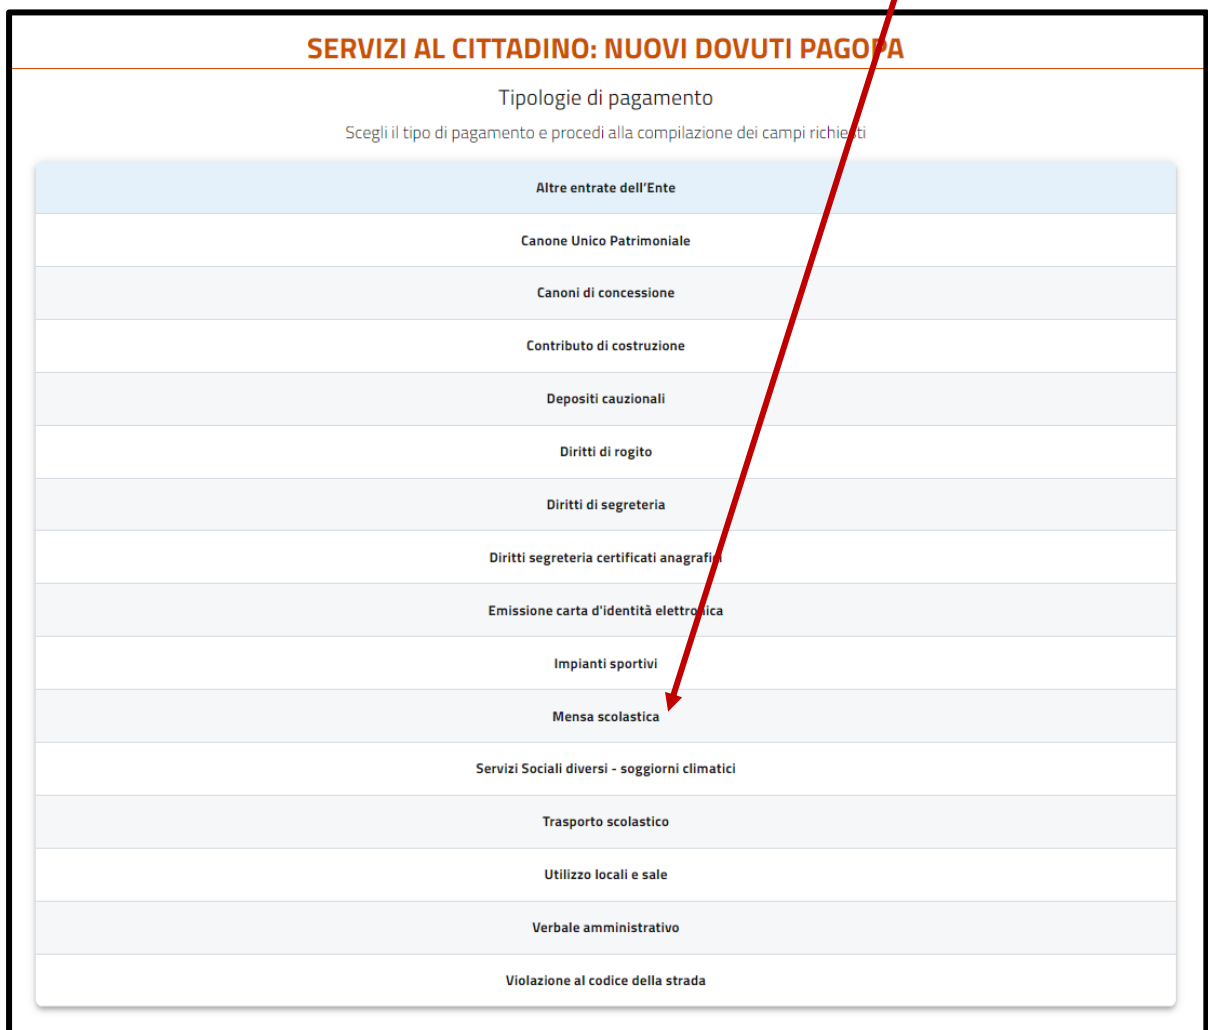 SERVIZI AL CITTADINO: NUOVI DOVUTI PAGOPA
Tipologie di pagamento
Scegli il tipo di pagamento e procedi alla compilazione dei campi richiesti
Altre entrate dell'Ente
Canone Unico Patrimoniale
Canoni di concessione
Contributo di costruzione
Depositi cauzionali
Diritti di rogito
Diritti di segreteria
Diritti segreteria certificati anagrafici
Emissione carta d'identità elettronica
Impianti sportivi
Mensa scolastica
Servizi Sociali diversi - soggiorni climatici
Trasporto scolastico
Utilizzo locali e sale
Verbale amministrativo
Violazione al codice della strada